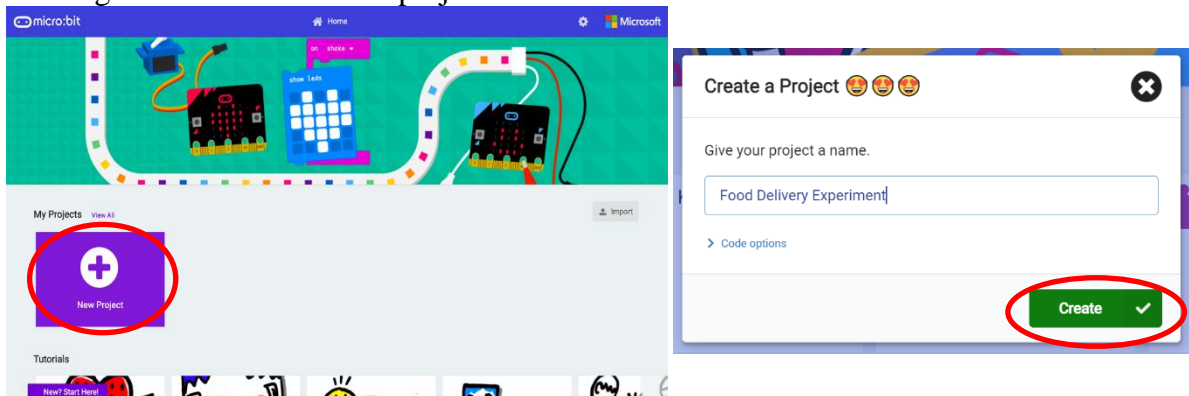 micro:bit
Home
Microsoft
on shake
show leds
My Projects View All
Import
New Project
Tutorials
New? Start Here!
Create a Project 😍 😍 😍
Give your project a name.
Food Delivery Experiment
Code options
Create